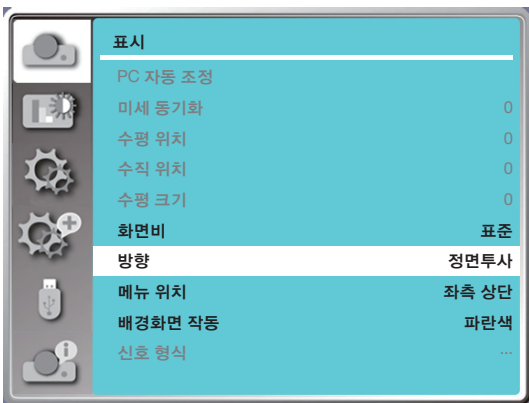 표시
PC 자동 조정
미세 동기화 0
수평 위치 0
수직 위치 0
수평 크기 0
화면비 표준
방향 정면투사
메뉴 위치 좌측 상단
배경화면 작동 파란색
신호 형식 ...